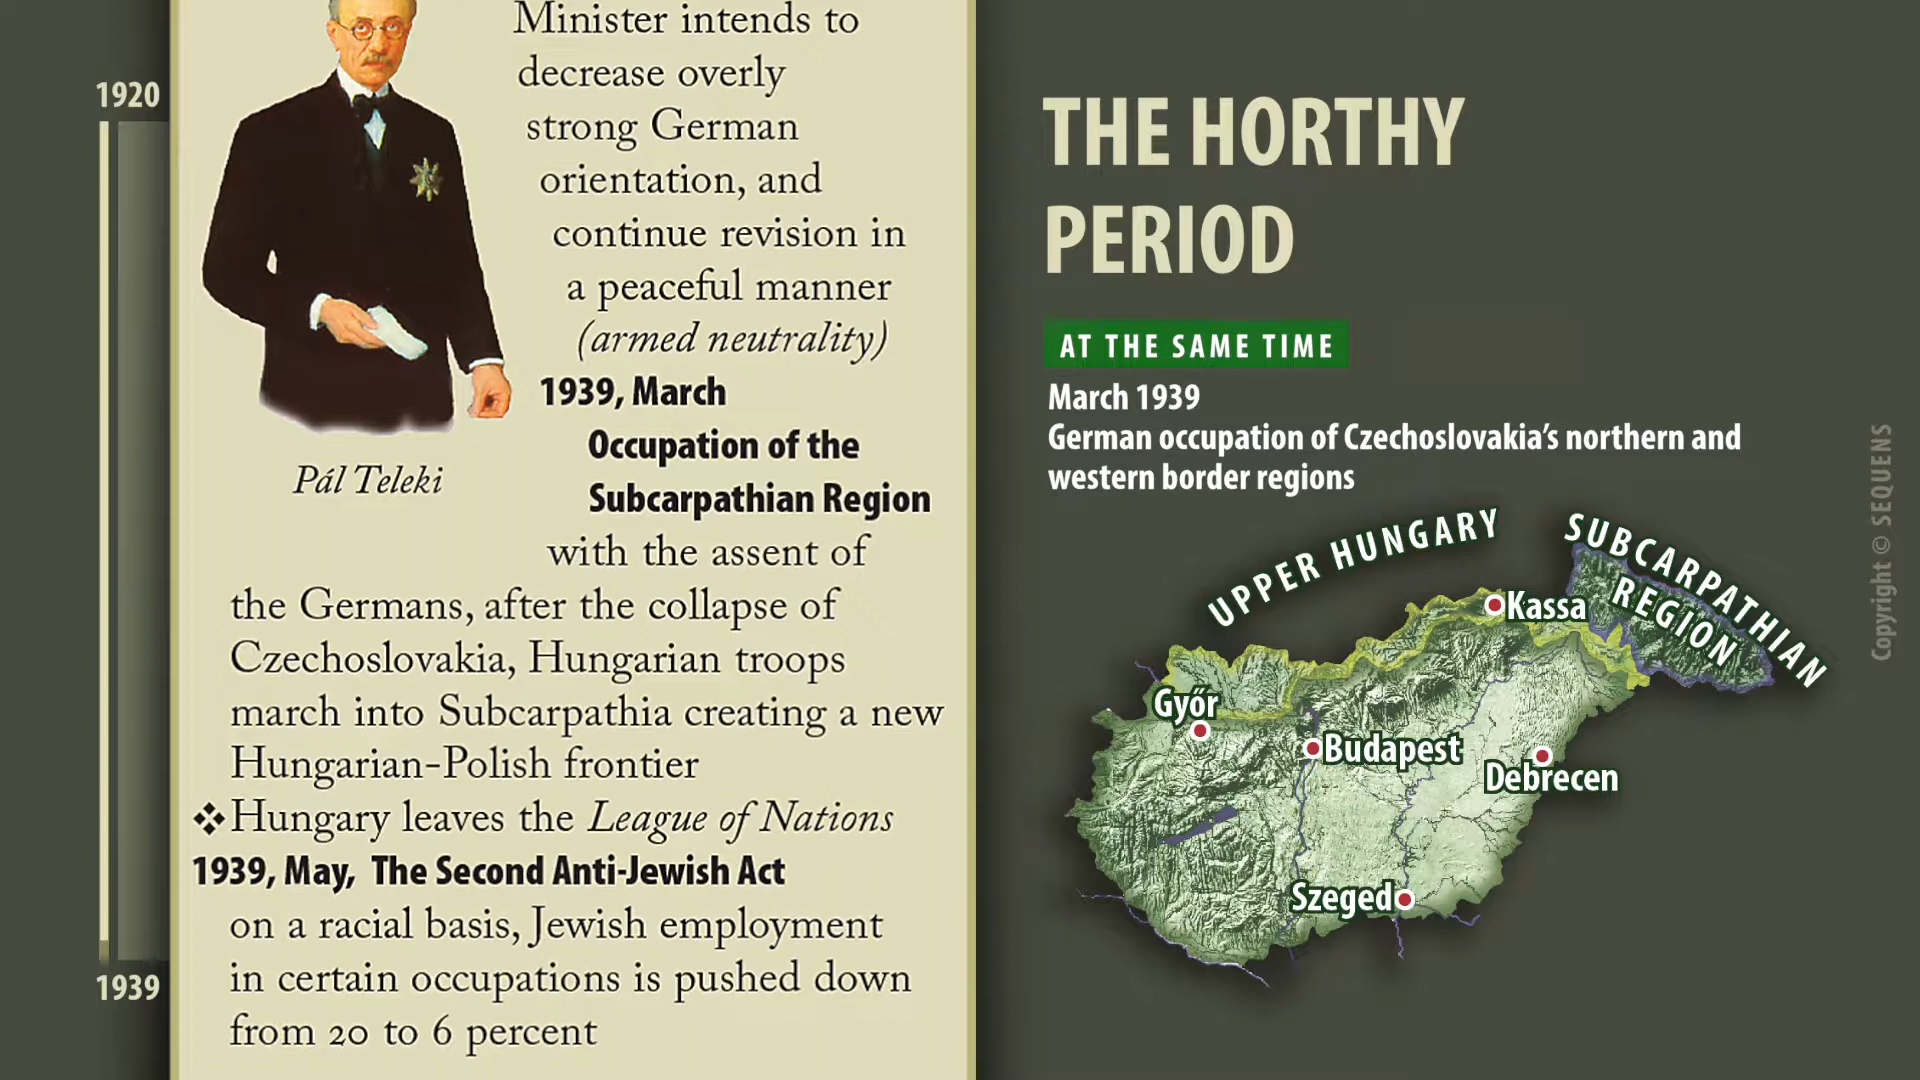 1920
1939
Minister intends to
decrease overly
strong German
orientation, and
continue revision in
a peaceful manner
(armed neutrality)
1939, March
Occupation of the
Subcarpathian Region
with the assent of
the Germans, after the collapse of
Czechoslovakia, Hungarian troops
march into Subcarpathia creating a new
Hungarian-Polish frontier
❖Hungary leaves the League of Nations
1939, May, The Second Anti-Jewish Act
on a racial basis, Jewish employment
in certain occupations is pushed down
from 20 to 6 percent
Pál Teleki
THE HORTHY
PERIOD
AT THE SAME TIME
March 1939
German occupation of Czechoslovakia's northern and
western border regions
UPPER HUNGARY
SUBCARPATHIAN
REGION
Kassa
Győr
Budapest
Debrecen
Szeged
Copyright © SEQUENS